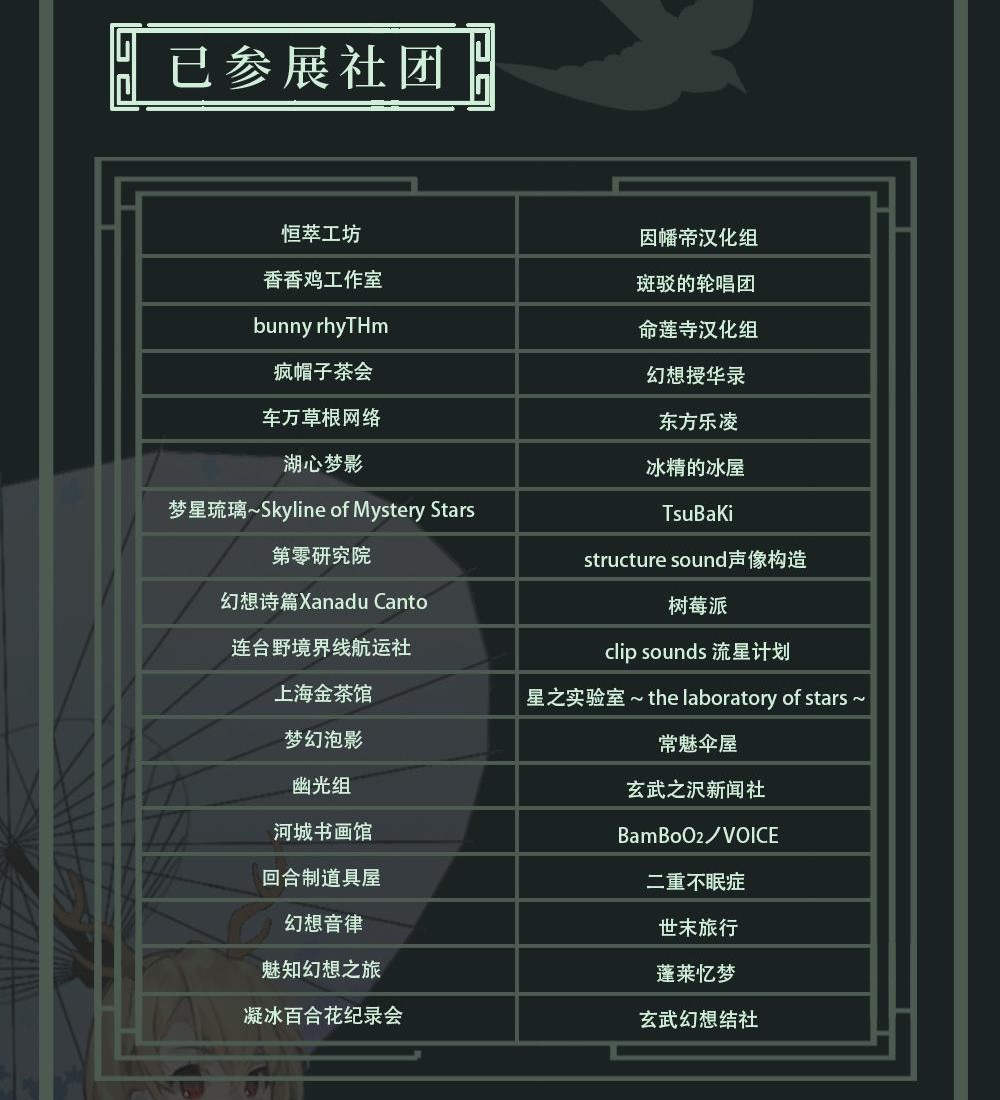 已参展社团
恒萃工坊
因幡帝汉化组
香香鸡工作室
斑驳的轮唱团
bunny rhyTHm
命莲寺汉化组
疯帽子茶会
幻想授华录
车万草根网络
东方乐凌
湖心梦影
冰精的冰屋
梦星琉璃~Skyline of Mystery Stars
TsuBaKi
第零研究院
structure sound声像构造
幻想诗篇Xanadu Canto
树莓派
连台野境界线航运社
clip sounds 流星计划
上海金茶馆
星之实验室 ~ the laboratory of stars ~
梦幻泡影
常魅伞屋
幽光组
玄武之沢新闻社
河城书画馆
BamBoO2ノVOICE
回合制道具屋
二重不眠症
幻想音律
世末旅行
魅知幻想之旅
蓬莱忆梦
凝冰百合花纪录会
玄武幻想结社